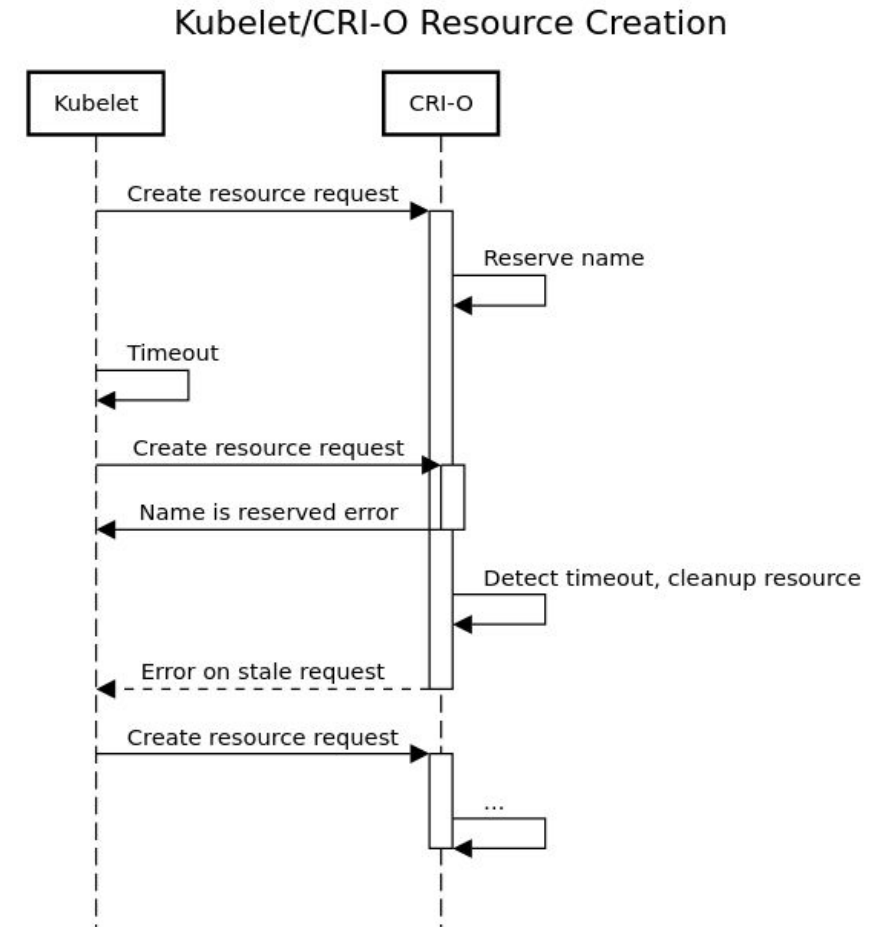 Kubelet/CRI-O Resource Creation
Kubelet
CRI-O
Create resource request
Reserve name
Timeout
Create resource request
Name is reserved error
Detect timeout, cleanup resource
Error on stale request
Create resource request
...